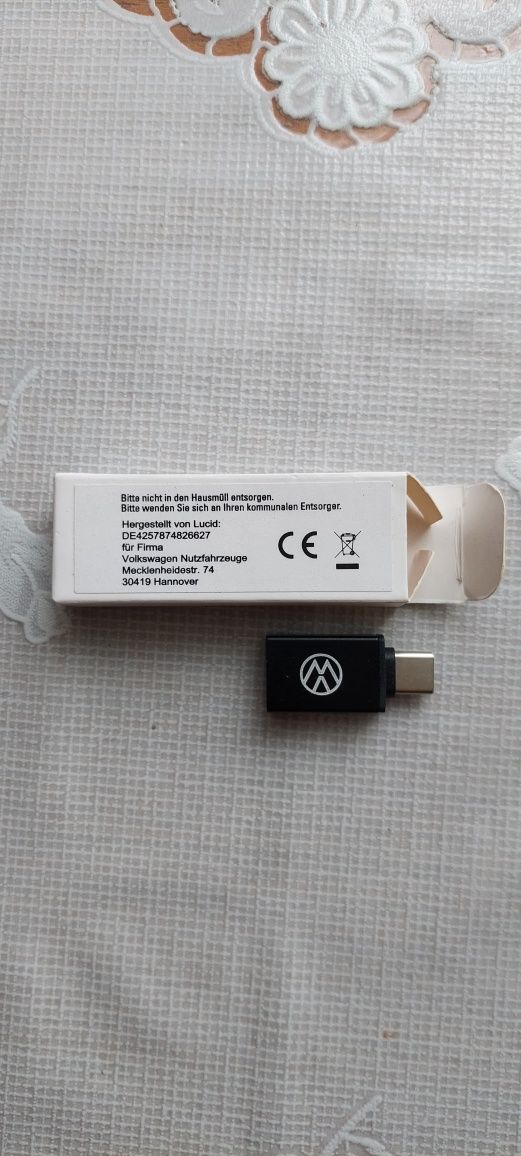 Bitte nicht in den Hausmüll entsorgen.
Bitte wenden Sie sich an Ihren kommunalen Entsorger.
Hergestellt von Lucid:
DE4257874826627
für Firma
Volkswagen Nutzfahrzeuge
Mecklenheidestr. 74
30419 Hannover
CE